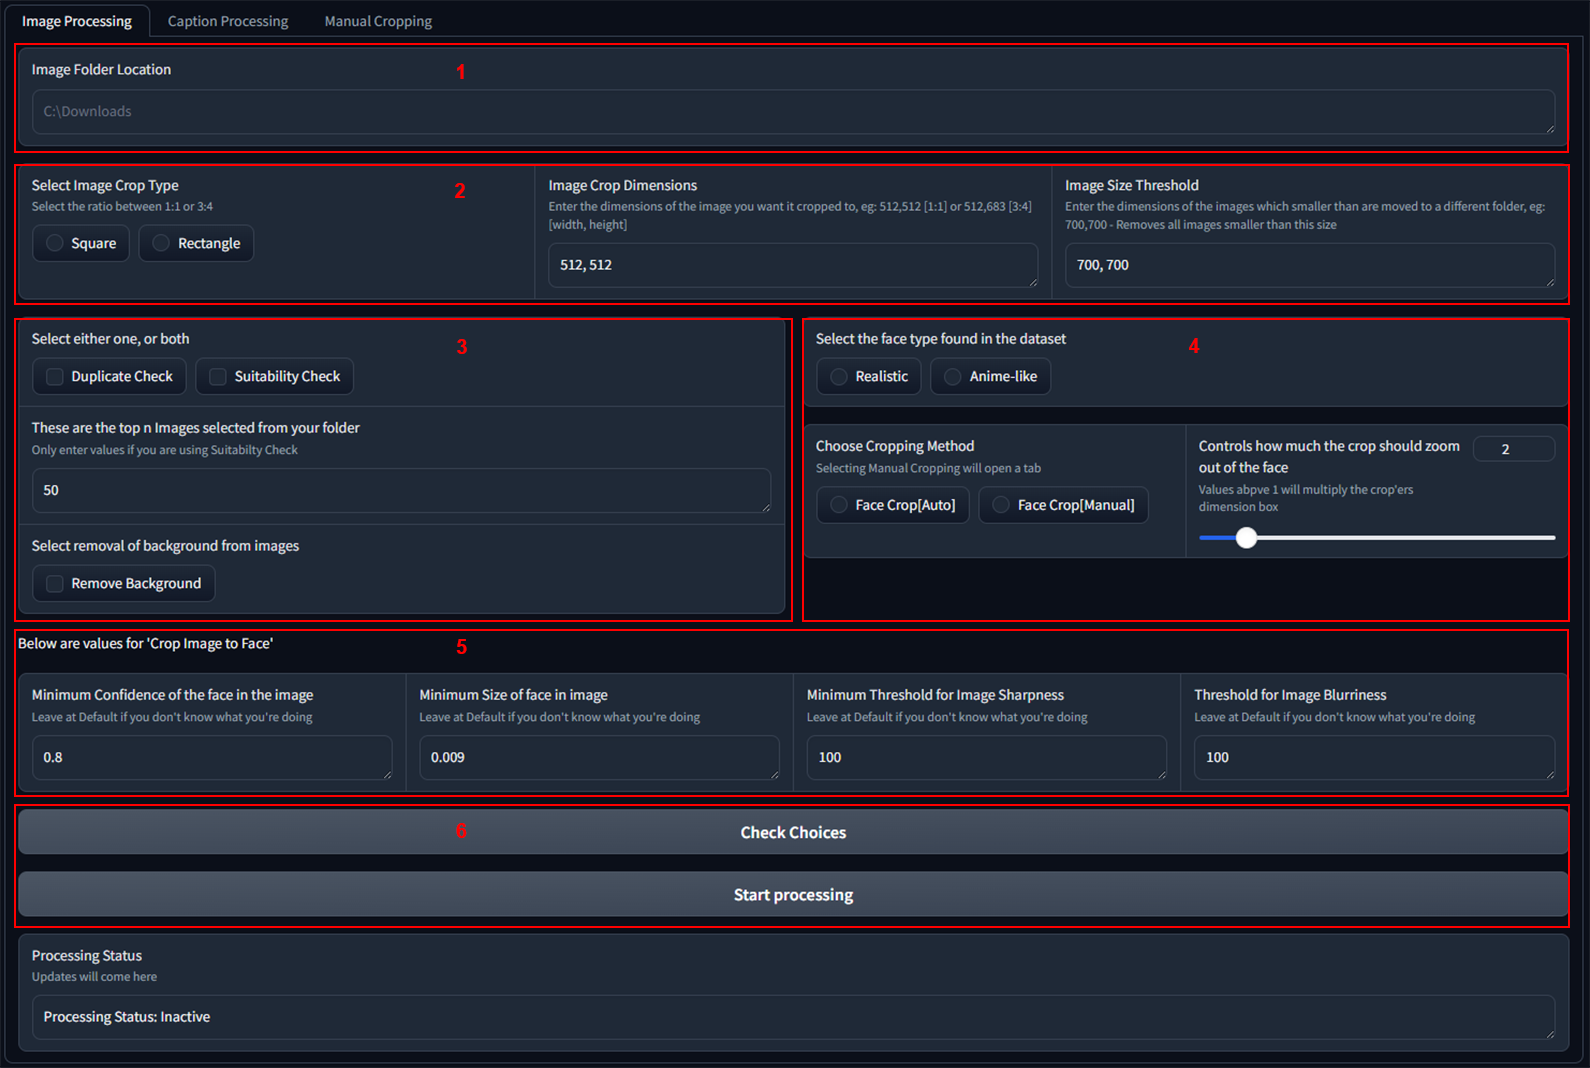 Image Processing
Caption Processing
Manual Cropping
Image Folder Location
1
C:\Downloads
Select Image Crop Type
2
Select the ratio between 1:1 or 3:4
Square
Rectangle
Image Crop Dimensions
Enter the dimensions of the image you want it cropped to, eg: 512,512 [1:1] or 512,683 [3:4]
[width, height]
512, 512
Image Size Threshold
Enter the dimensions of the images which smaller than are moved to a different folder, eg:
700,700 - Removes all images smaller than this size
700, 700
Select either one, or both
3
Duplicate Check
Suitability Check
These are the top n Images selected from your folder
Only enter values if you are using Suitabilty Check
50
Select removal of background from images
Remove Background
Select the face type found in the dataset
4
Realistic
Anime-like
Choose Cropping Method
Selecting Manual Cropping will open a tab
Face Crop[Auto]
Face Crop[Manual]
Controls how much the crop should zoom
out of the face
2
Values abpve 1 will multiply the crop'ers
dimension box
Below are values for 'Crop Image to Face'
5
Minimum Confidence of the face in the image
Leave at Default if you don't know what you're doing
0.8
Minimum Size of face in image
Leave at Default if you don't know what you're doing
0.009
Minimum Threshold for Image Sharpness
Leave at Default if you don't know what you're doing
100
Threshold for Image Blurriness
Leave at Default if you don't know what you're doing
100
6
Check Choices
Start processing
Processing Status
Updates will come here
Processing Status: Inactive